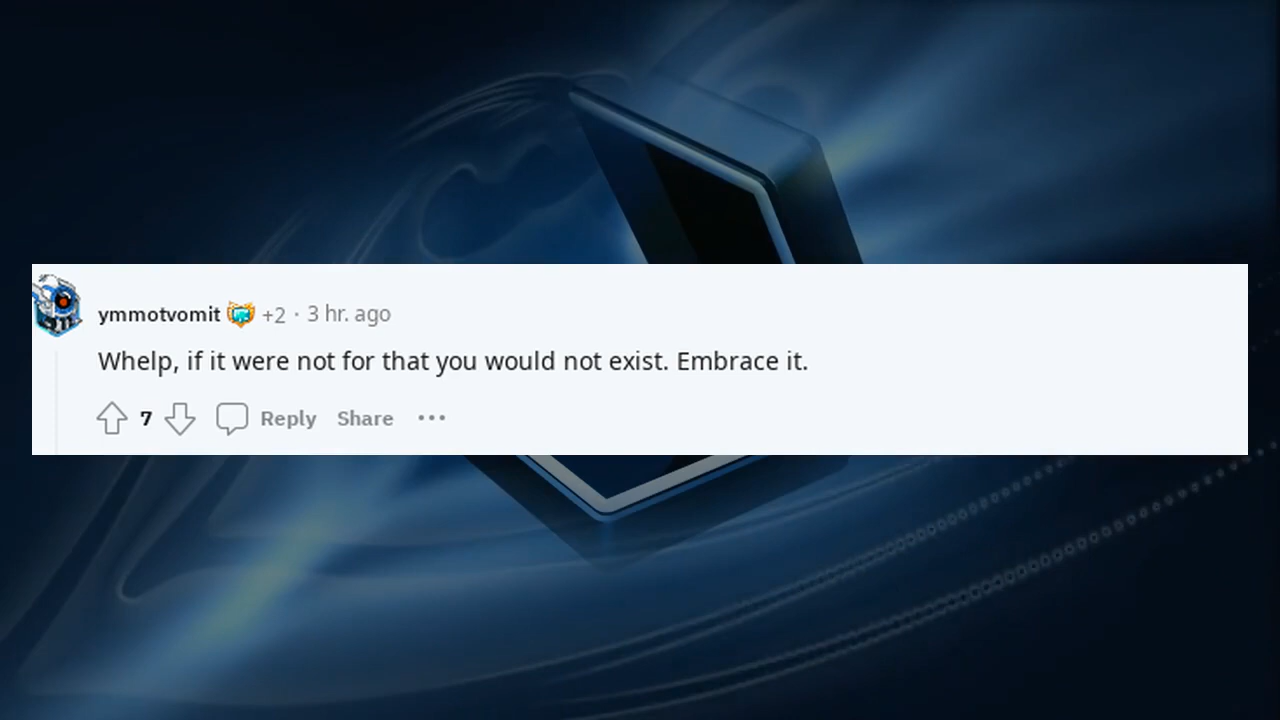 ymmotvomit +2 · 3 hr. ago
Whelp, if it were not for that you would not exist. Embrace it.
7 Reply Share ···